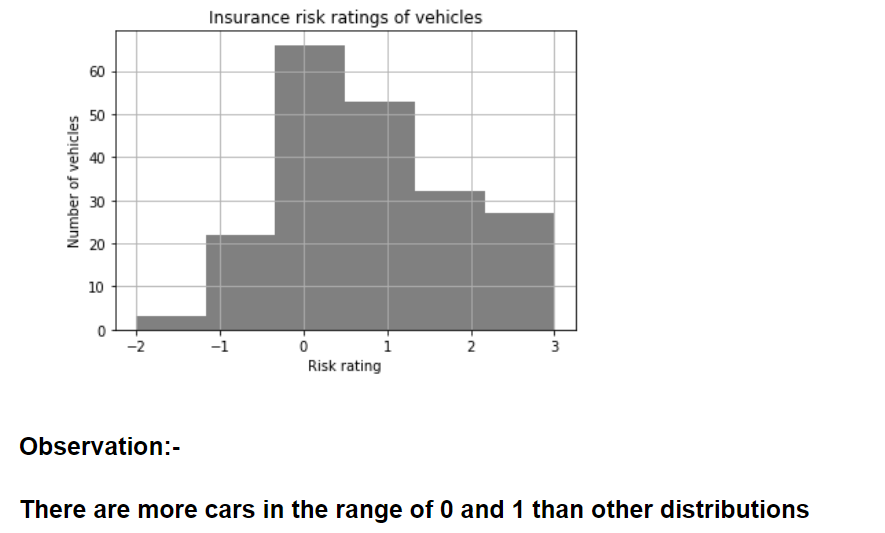 Insurance risk ratings of vehicles
Number of vehicles
60
50
40
30
20
10
0
−2 −1 0 1 2 3
Risk rating
Observation:-
There are more cars in the range of 0 and 1 than other distributions